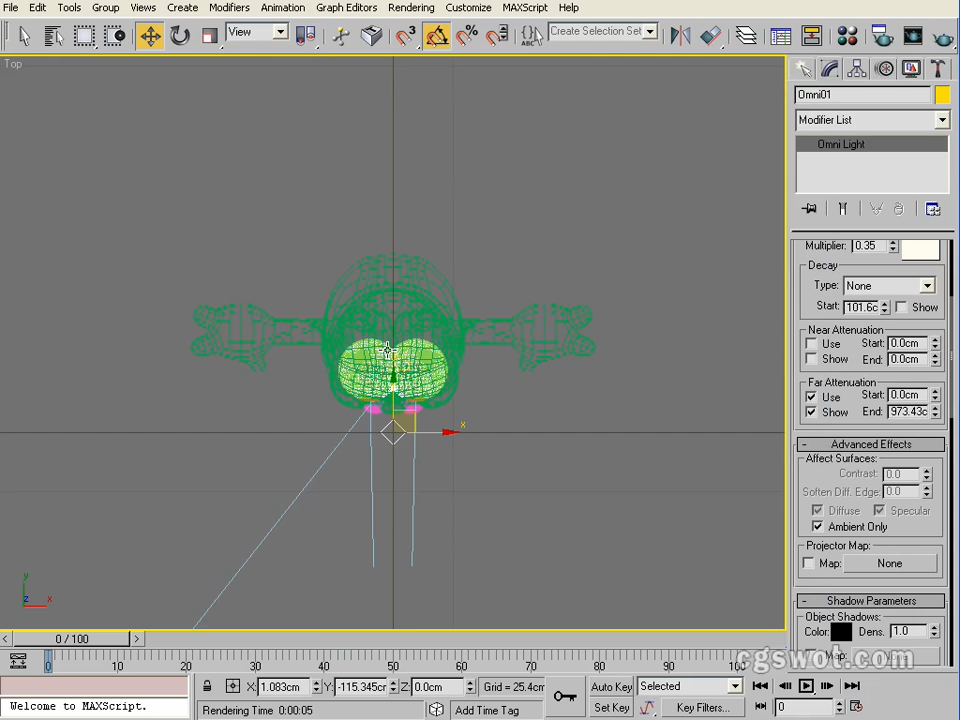 File Edit Tools Group Views Create Modifiers Animation Graph Editors Rendering Customize MAXScript Help
View
3
%
ABC
Create Selection Set
Top
Omni01
Modifier List
Omni Light
Multiplier: 0.35
Decay
Type: None
Start: 101.6c Show
Near Attenuation
Use Start: 0.0cm
Show End: 0.0cm
Far Attenuation
Use Start: 0.0cm
Show End: 973.43c
- Advanced Effects
Affect Surfaces:
Contrast: 0.0
Soften Diff. Edge: 0.0
Diffuse Specular
Ambient Only
Projector Map:
Map: None
- Shadow Parameters
Object Shadows:
Color: Dens. 1.0
cgswot.com
x
y
z x
< 0 / 100 >
0 10 20 30 40 50 60 70 80 90 100
X: 1.083cm Y: -115.345cm Z: 0.0cm Grid = 25.4cm
Auto Key Selected
Set Key Key Filters...
0
Welcome to MAXScript.
Rendering Time 0:00:05 Add Time Tag